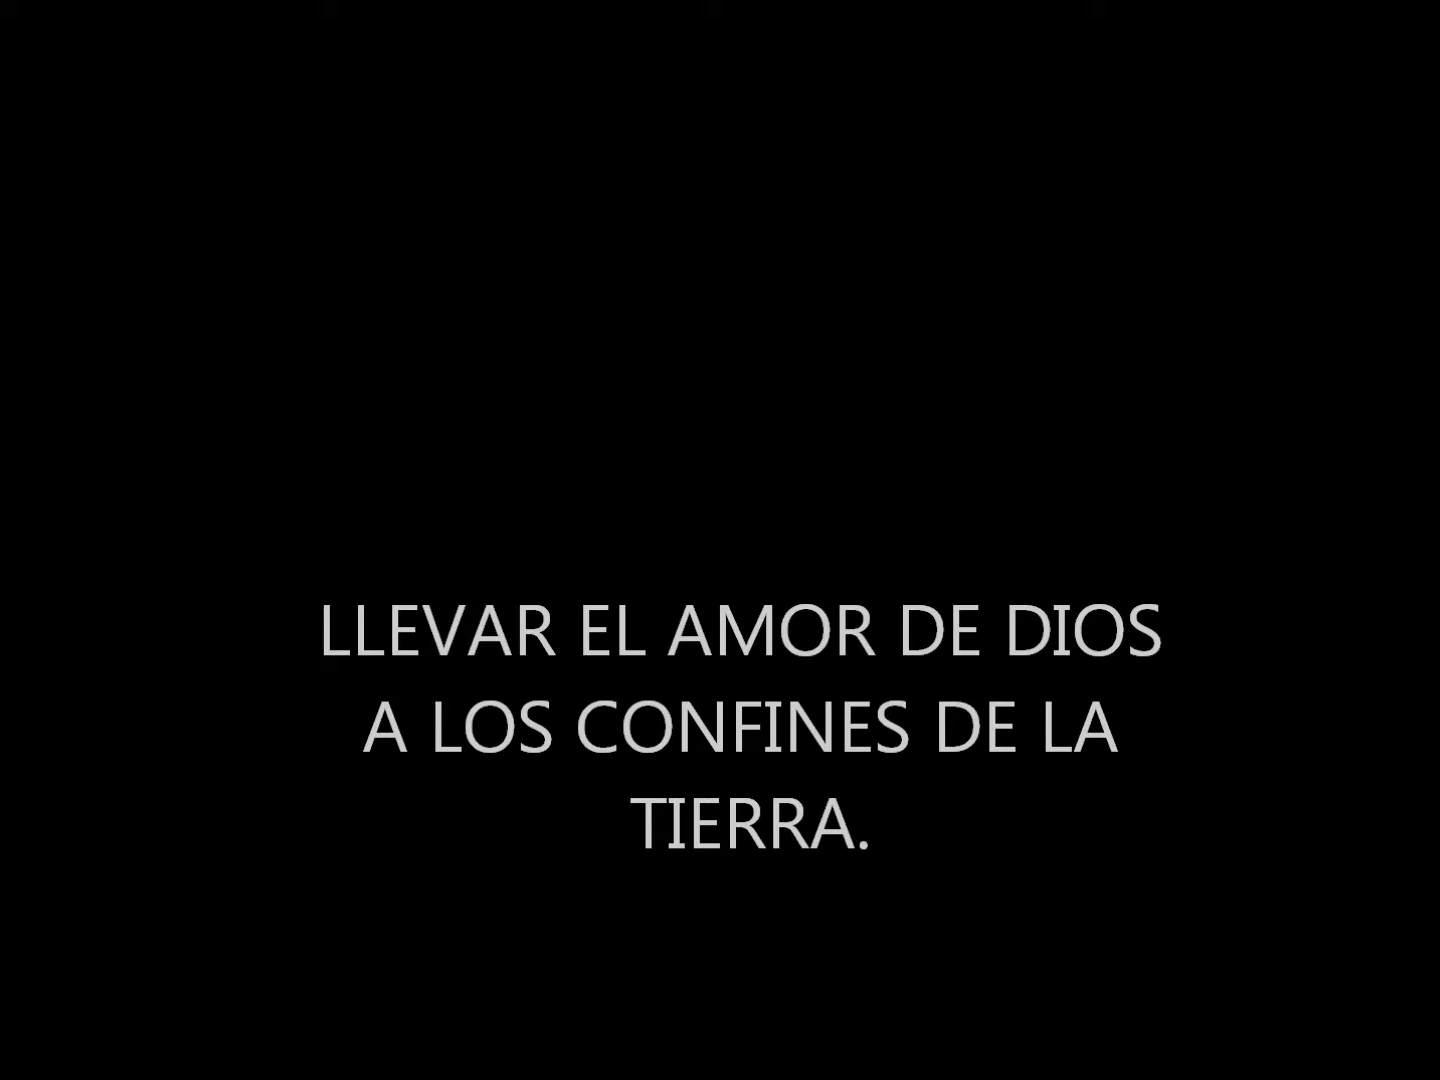 LLEVAR EL AMOR DE DIOS
A LOS CONFINES DE LA
TIERRA.